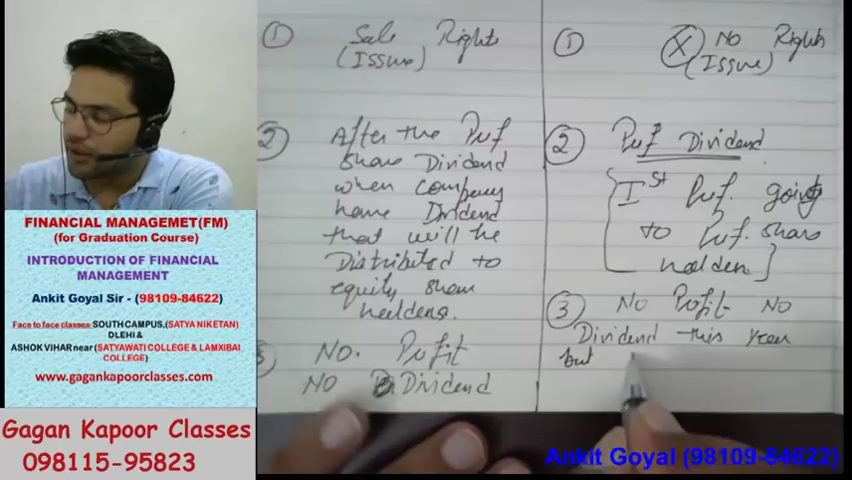 FINANCIAL MANAGEMET(FM)
(for Graduation Course)
INTRODUCTION OF FINANCIAL
MANAGEMENT
Ankit Goyal Sir - (98109-84622)
Face to face classes: SOUTH CAMPUS,(SATYA NIKETAN)
DLEHI &
ASHOK VIHAR near (SATYAWATI COLLEGE & LAMXIBAI
COLLEGE)
www.gagankapoorclasses.com
Gagan Kapoor Classes
098115-95823
① Sale Rights
(Issue)
② After the Pref
Share Dividend
when company
have Dividend
that will be
Distributed to
equity share
holders.
3 NO. Profit
NO Dividend
① X NO Rights
(Issue)
② Pref Dividend
Ist Pref. going
to Pref. share
holder
③ NO Profit NO
Dividend this year
but
Ankit Goyal (98109-84622)